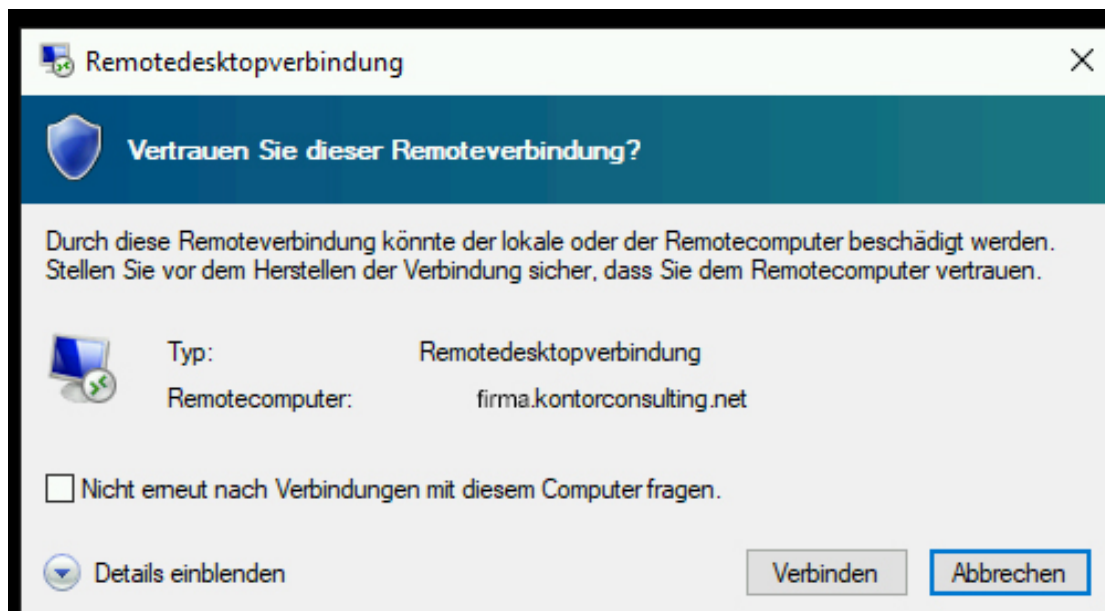 Remotedesktopverbindung
Vertrauen Sie dieser Remoteverbindung?
Durch diese Remoteverbindung könnte der lokale oder der Remotecomputer beschädigt werden.
Stellen Sie vor dem Herstellen der Verbindung sicher, dass Sie dem Remotecomputer vertrauen.
Typ: Remotedesktopverbindung
Remotecomputer: firma.kontorconsulting.net
Nicht erneut nach Verbindungen mit diesem Computer fragen.
Details einblenden Verbinden Abbrechen